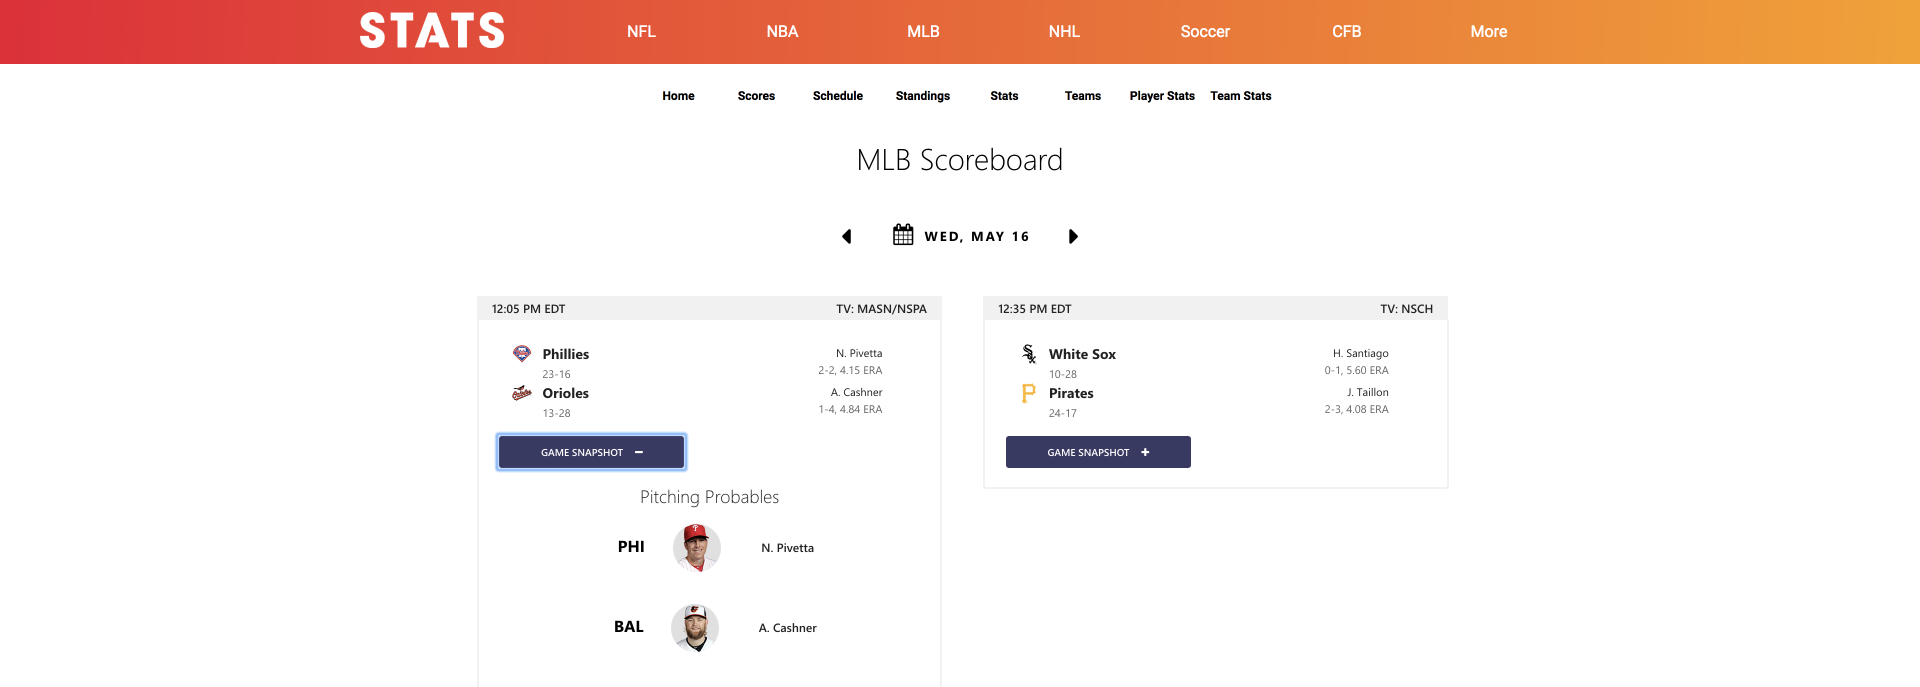 STATS NFL NBA MLB NHL Soccer CFB More
Home Scores Schedule Standings Stats Teams Player Stats Team Stats
MLB Scoreboard
WED, MAY 16
12:05 PM EDT TV: MASN/NSPA
Phillies N. Pivetta
23-16 2-2, 4.15 ERA
Orioles A. Cashner
13-28 1-4, 4.84 ERA
GAME SNAPSHOT −
Pitching Probables
PHI N. Pivetta
BAL A. Cashner
12:35 PM EDT TV: NSCH
White Sox H. Santiago
10-28 0-1, 5.60 ERA
Pirates J. Taillon
24-17 2-3, 4.08 ERA
GAME SNAPSHOT +